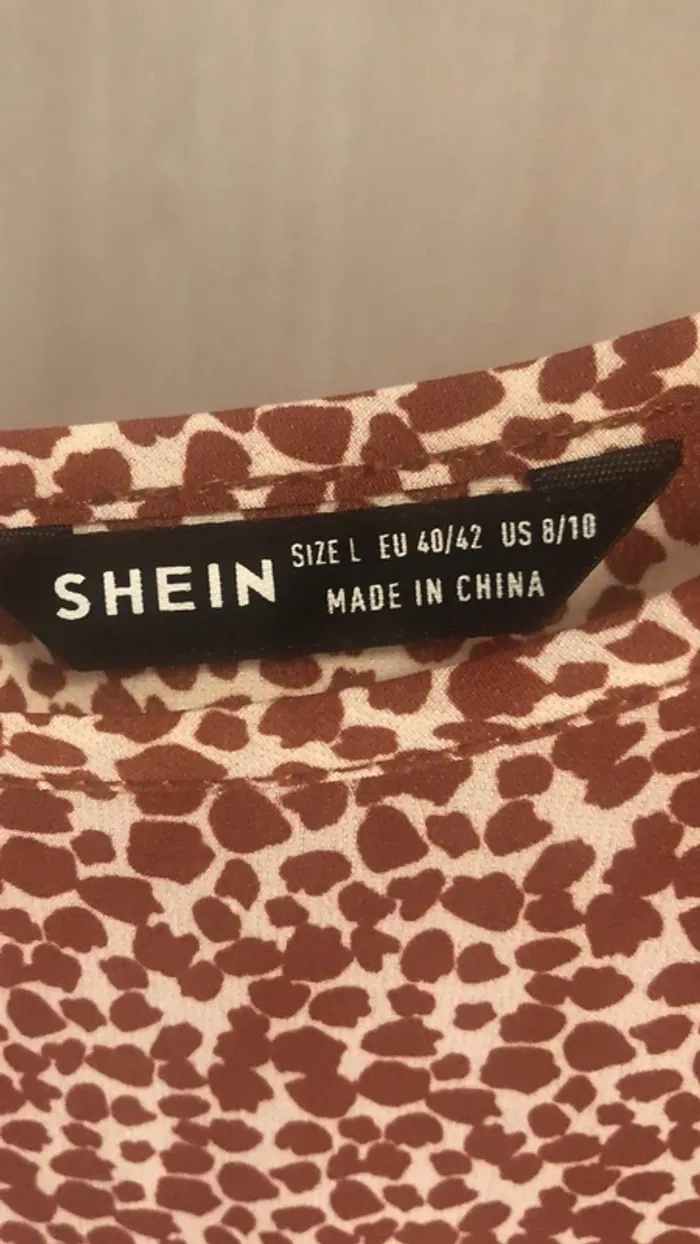 SHEIN
SIZE L EU 40/42 US 8/10
MADE IN CHINA